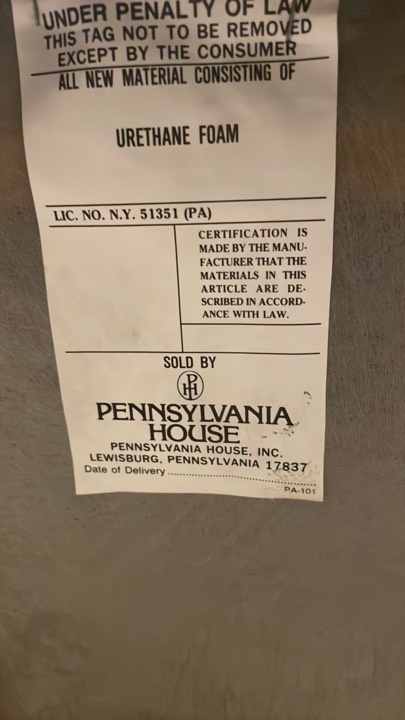 UNDER PENALTY OF LAW
THIS TAG NOT TO BE REMOVED
EXCEPT BY THE CONSUMER
ALL NEW MATERIAL CONSISTING OF
URETHANE FOAM
LIC. NO. N.Y. 51351 (PA)
CERTIFICATION IS
MADE BY THE MANU-
FACTURER THAT THE
MATERIALS IN THIS
ARTICLE ARE DE-
SCRIBED IN ACCORD-
ANCE WITH LAW.
SOLD BY
PH
PENNSYLVANIA
HOUSE
PENNSYLVANIA HOUSE, INC.
LEWISBURG, PENNSYLVANIA 17837
Date of Delivery ........................................
PA-101